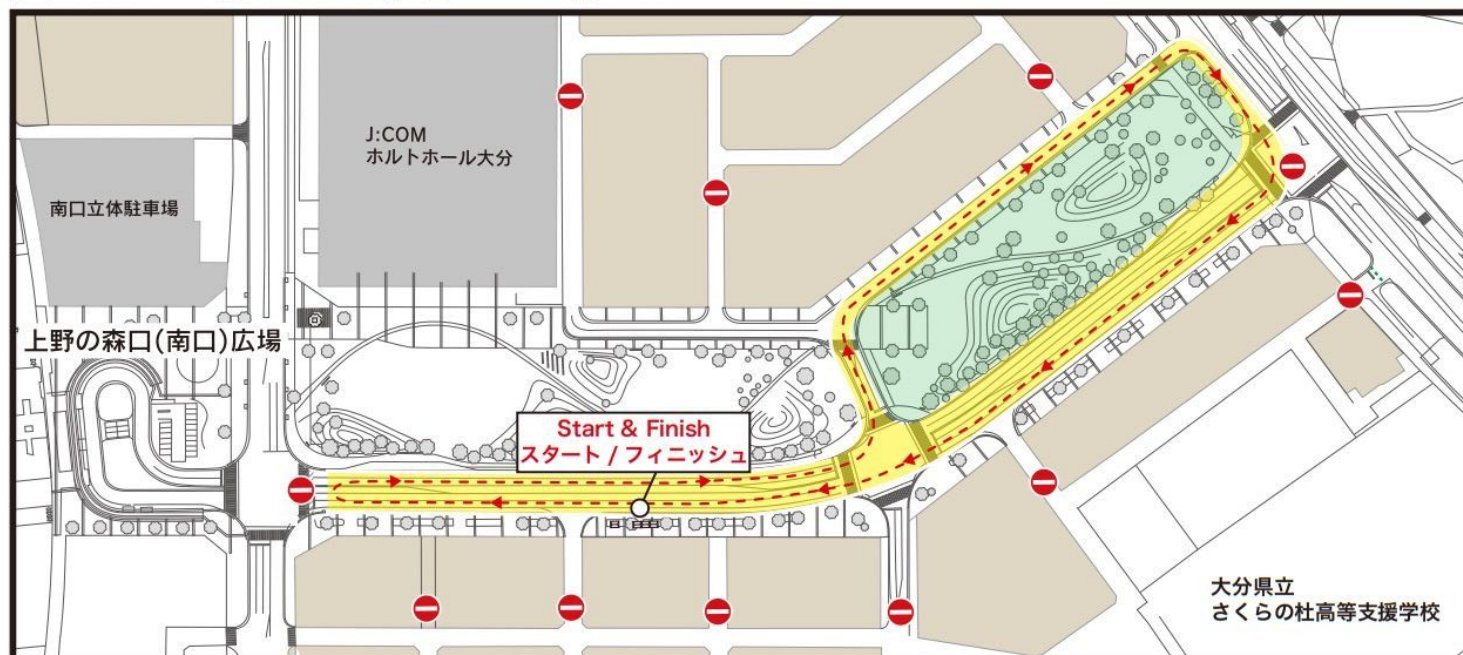 J:COM
ホルトホール大分
南口立体駐車場
上野の森口(南口)広場
Start & Finish
スタート / フィニッシュ
大分県立
さくらの杜高等支援学校